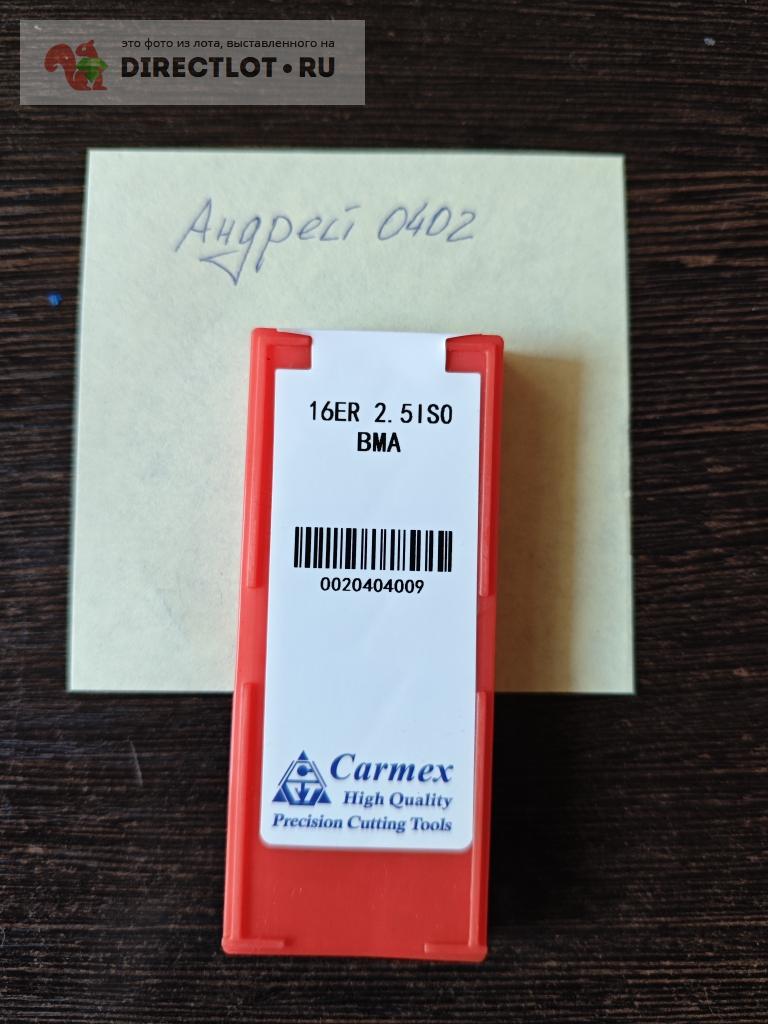 это фото из лота, выставленного на
DIRECTLOT.RU
Андрей 0402
16ER 2.5ISO
BMA
0020404009
Carmex
High Quality
Precision Cutting Tools